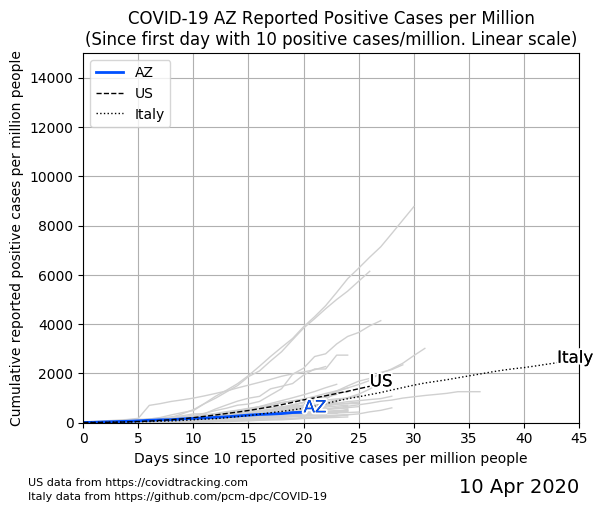 COVID-19 AZ Reported Positive Cases per Million
(Since first day with 10 positive cases/million. Linear scale)
Cumulative reported positive cases per million people
14000
12000
10000
8000
6000
4000
2000
0
AZ
US
Italy
Italy
US
AZ
0 5 10 15 20 25 30 35 40 45
Days since 10 reported positive cases per million people
US data from https://covidtracking.com
Italy data from https://github.com/pcm-dpc/COVID-19
10 Apr 2020